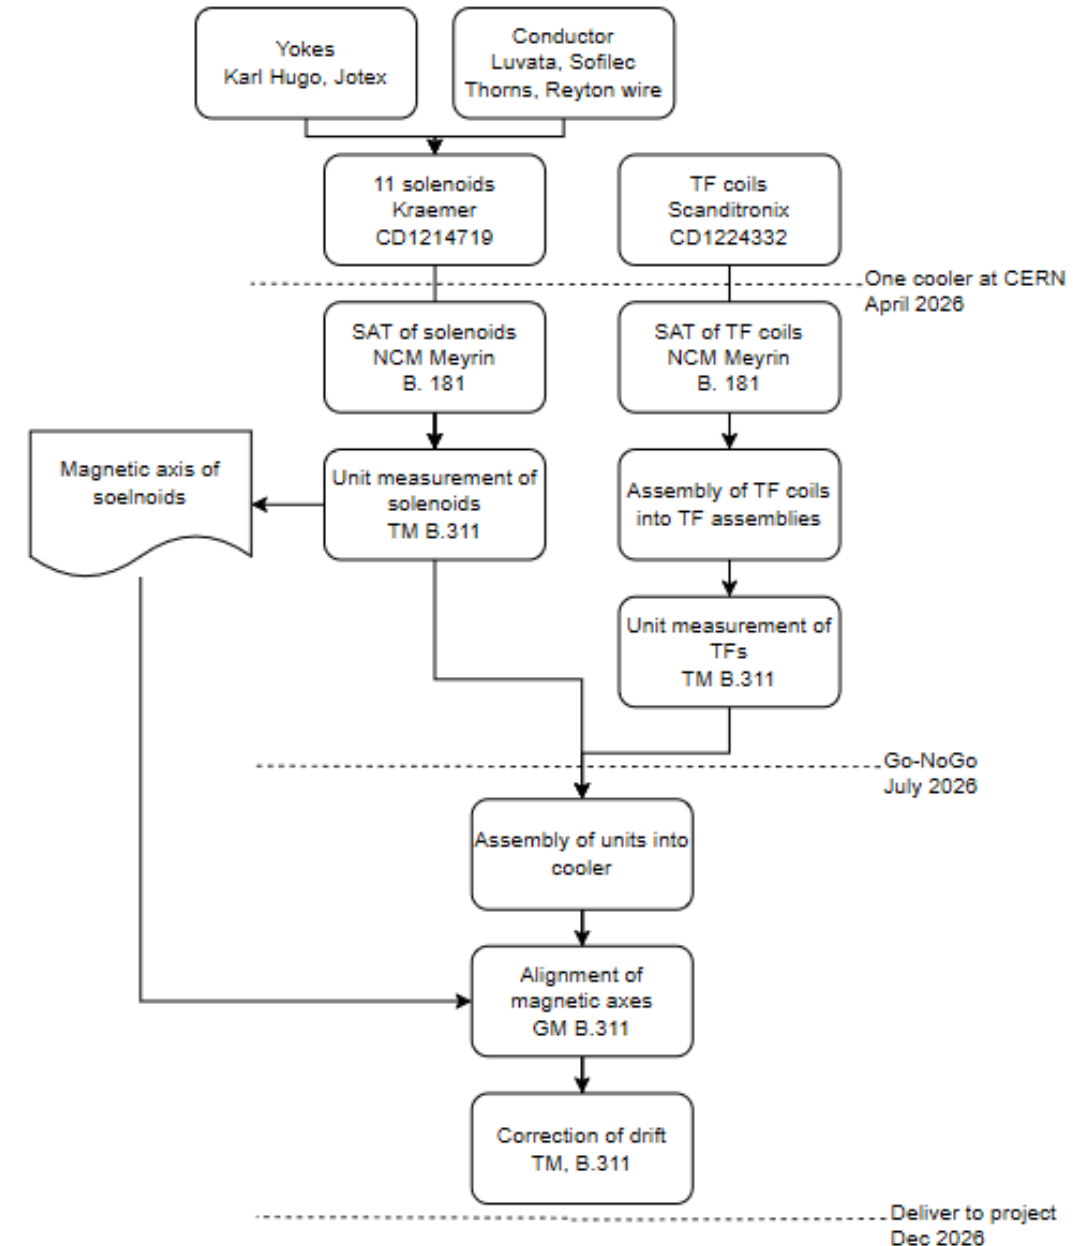 Yokes
Karl Hugo, Jotex
Conductor
Luvata, Sofilec
Thorns, Reyton wire
11 solenoids
Kraemer
CD1214719
TF coils
Scanditronix
CD1224332
One cooler at CERN
April 2026
SAT of solenoids
NCM Meyrin
B. 181
SAT of TF coils
NCM Meyrin
B. 181
Magnetic axis of
soelnoids
Unit measurement of
solenoids
TM B.311
Assembly of TF coils
into TF assemblies
Unit measurement of
TFs
TM B.311
Go-NoGo
July 2026
Assembly of units into
cooler
Alignment of
magnetic axes
GM B.311
Correction of drift
TM, B.311
Deliver to project
Dec 2026